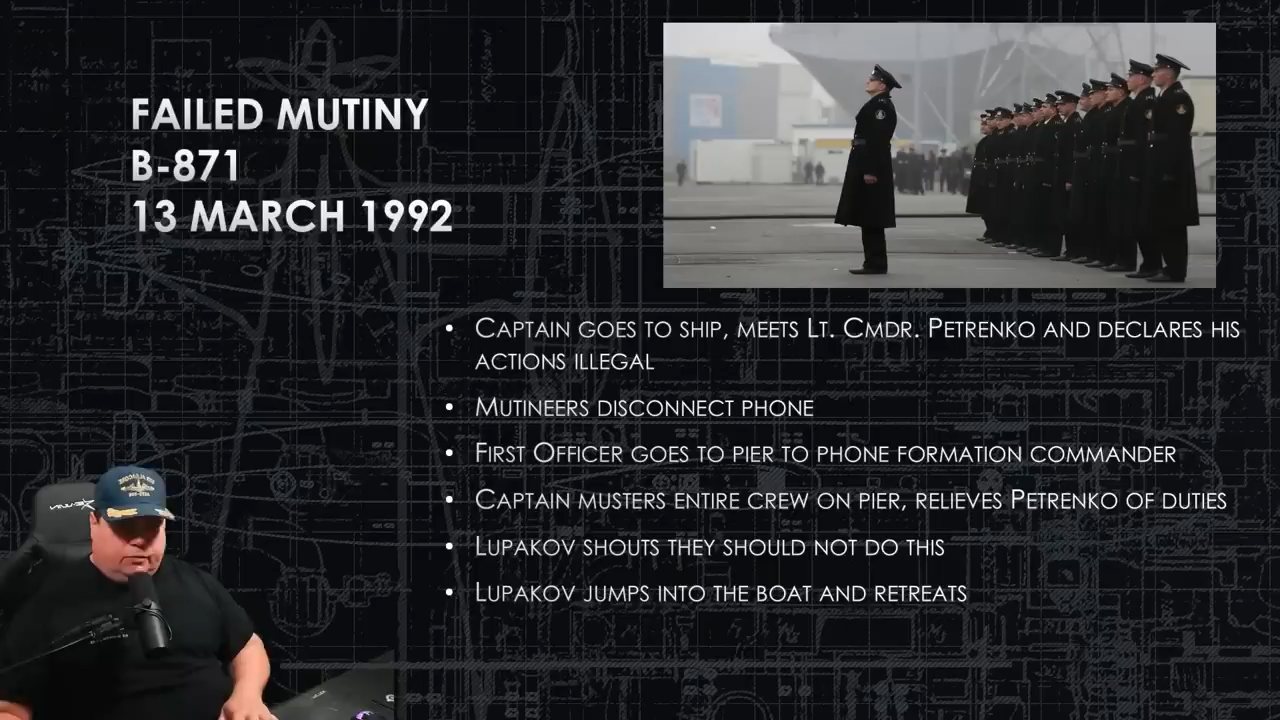 FAILED MUTINY
B-871
13 MARCH 1992
• Captain goes to ship, meets Lt. Cmdr. Petrenko and declares his
actions illegal
• Mutineers disconnect phone
• First Officer goes to pier to phone formation commander
• Captain musters entire crew on pier, relieves Petrenko of duties
• Lupakov shouts they should not do this
• Lupakov jumps into the boat and retreats